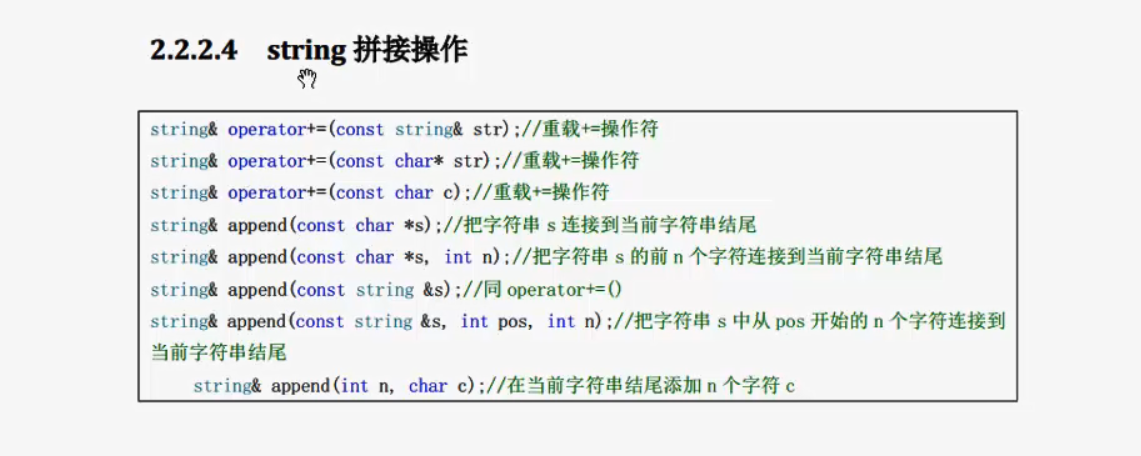 2.2.2.4 string 拼接操作
string& operator+=(const string& str);//重载+=操作符
string& operator+=(const char* str);//重载+=操作符
string& operator+=(const char c);//重载+=操作符
string& append(const char *s);//把字符串 s 连接到当前字符串结尾
string& append(const char *s, int n);//把字符串 s 的前 n 个字符连接到当前字符串结尾
string& append(const string &s);//同 operator+=()
string& append(const string &s, int pos, int n);//把字符串 s 中从 pos 开始的 n 个字符连接到
当前字符串结尾
string& append(int n, char c);//在当前字符串结尾添加 n 个字符 c